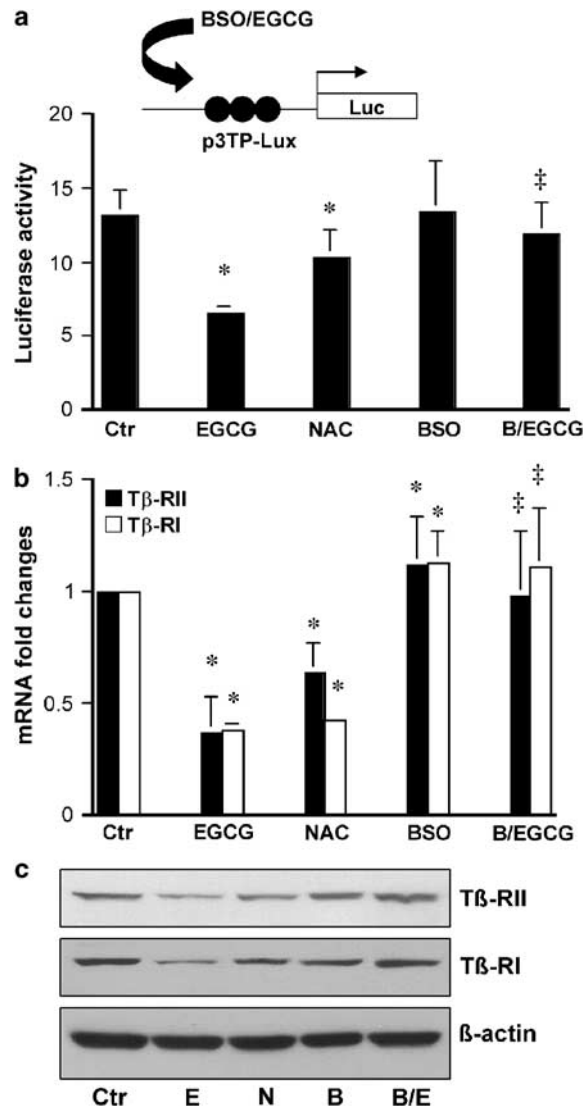 a
BSO/EGCG
Luc
p3TP-Lux
Luciferase activity
20
15
10
5
0
*
*
‡
Ctr EGCG NAC BSO B/EGCG
b
mRNA fold changes
1.5
1
0.5
0
Tβ-RII
Tβ-RI
* * * * * * ‡ ‡
Ctr EGCG NAC BSO B/EGCG
c
Tß-RII
Tß-RI
ß-actin
Ctr E N B B/E